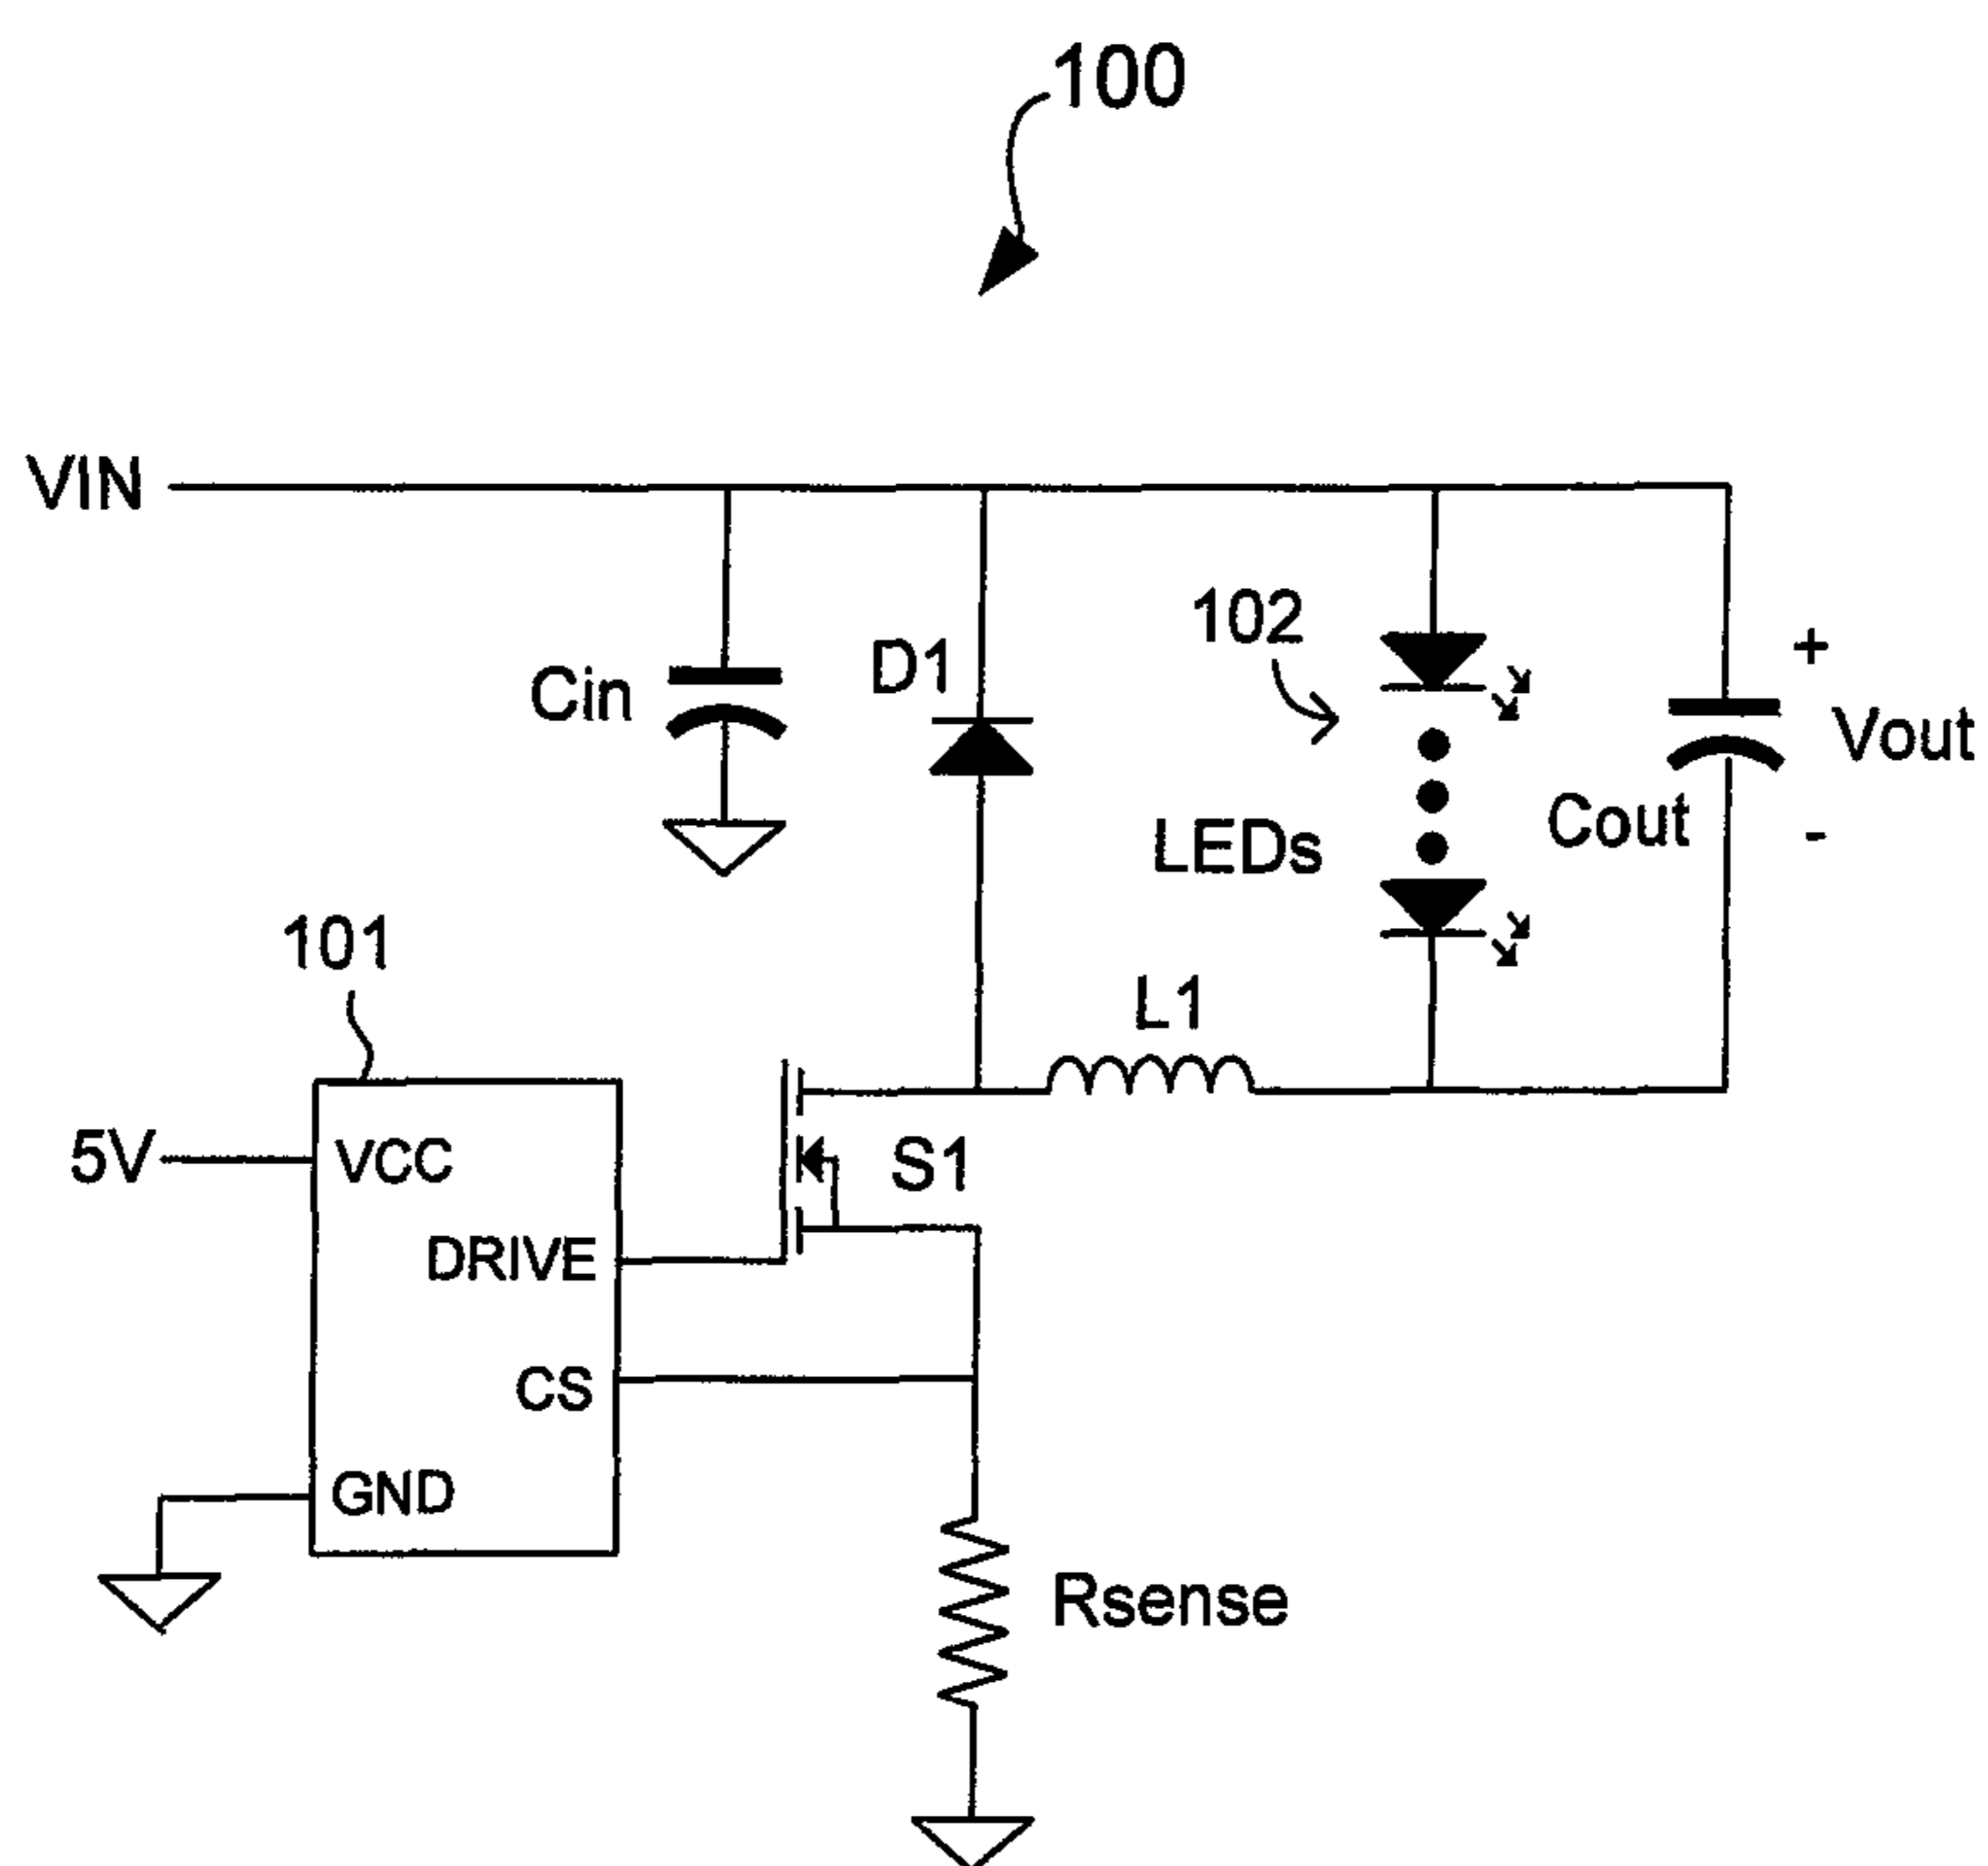 100
VIN
102
D1
Cin
+
Vout
Cout
-
LEDs
101
L1
5V
VCC
S1
DRIVE
CS
GND
Rsense